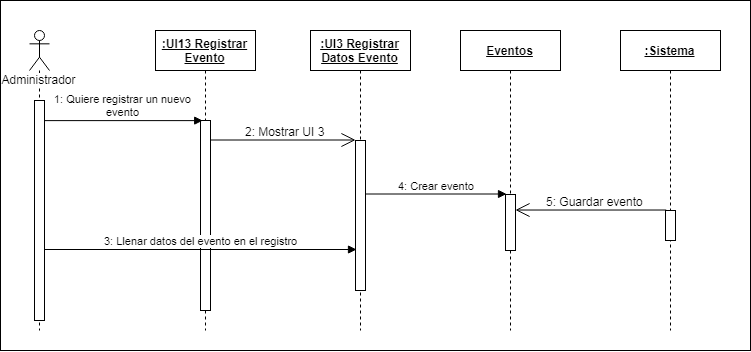 :UI13 Registrar
Evento
:UI3 Registrar
Datos Evento
Eventos
:Sistema
Administrador
1: Quiere registrar un nuevo
evento
2: Mostrar UI 3
4: Crear evento
5: Guardar evento
3: Llenar datos del evento en el registro